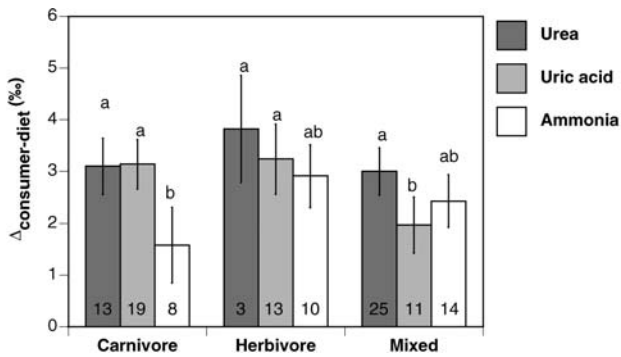 6
5
4
3
2
1
0
Δconsumer-diet (‰)
a a b
a a ab
a b ab
13 19 8 3 13 10 25 11 14
Carnivore Herbivore Mixed
Urea
Uric acid
Ammonia